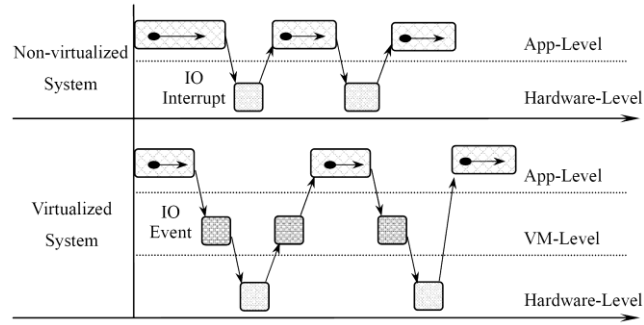 Non-virtualized
System
IO
Interrupt
App-Level
Hardware-Level
Virtualized
System
IO
Event
App-Level
VM-Level
Hardware-Level